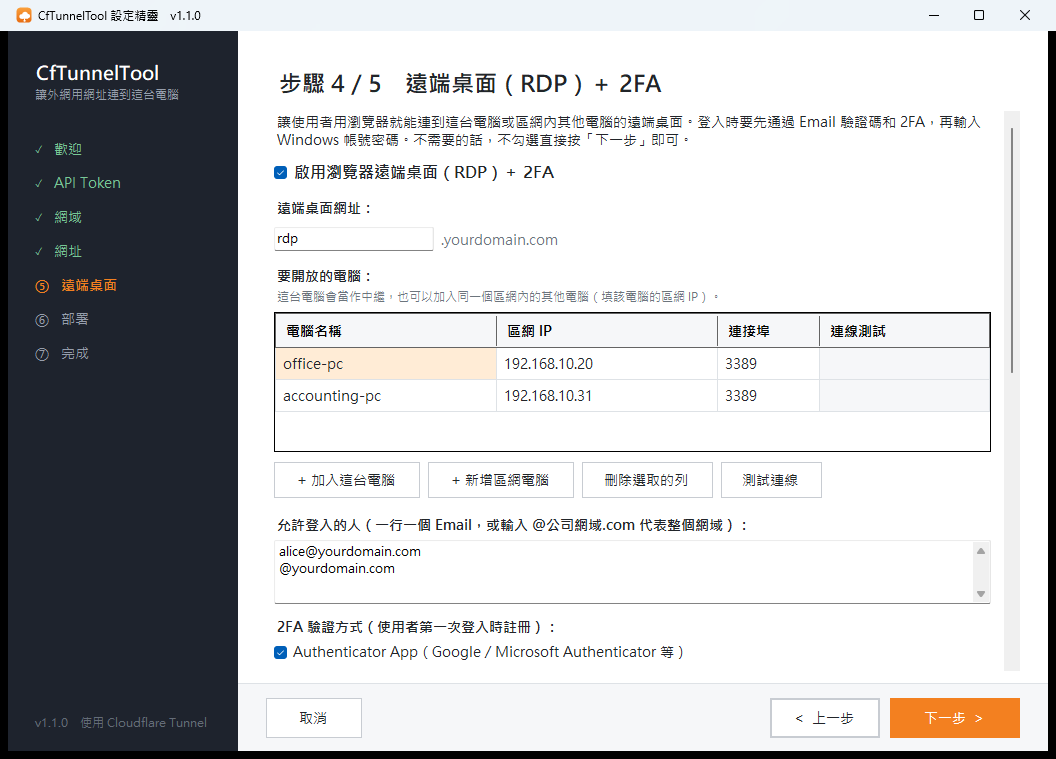 CfTunnelTool 設定精靈 v1.1.0
CfTunnelTool
讓外網用網址連到這台電腦
✓ 歡迎
✓ API Token
✓ 網域
✓ 網址
⑤ 遠端桌面
⑥ 部署
⑦ 完成
v1.1.0 使用 Cloudflare Tunnel
步驟 4 / 5 遠端桌面（RDP）+ 2FA
讓使用者用瀏覽器就能連到這台電腦或區網內其他電腦的遠端桌面。登入時要先通過 Email 驗證碼和 2FA，再輸入
Windows 帳號密碼。不需要的話，不勾選直接按「下一步」即可。
啟用瀏覽器遠端桌面（RDP）+ 2FA
遠端桌面網址：
rdp .yourdomain.com
要開放的電腦：
這台電腦會當作中繼，也可以加入同一個區網內的其他電腦（填該電腦的區網 IP）。
電腦名稱 區網 IP 連接埠 連線測試
office-pc 192.168.10.20 3389
accounting-pc 192.168.10.31 3389
+ 加入這台電腦 + 新增區網電腦 刪除選取的列 測試連線
允許登入的人（一行一個 Email，或輸入 @公司網域.com 代表整個網域）：
alice@yourdomain.com
@yourdomain.com
2FA 驗證方式（使用者第一次登入時註冊）：
Authenticator App（Google / Microsoft Authenticator 等）
取消 < 上一步 下一步 >